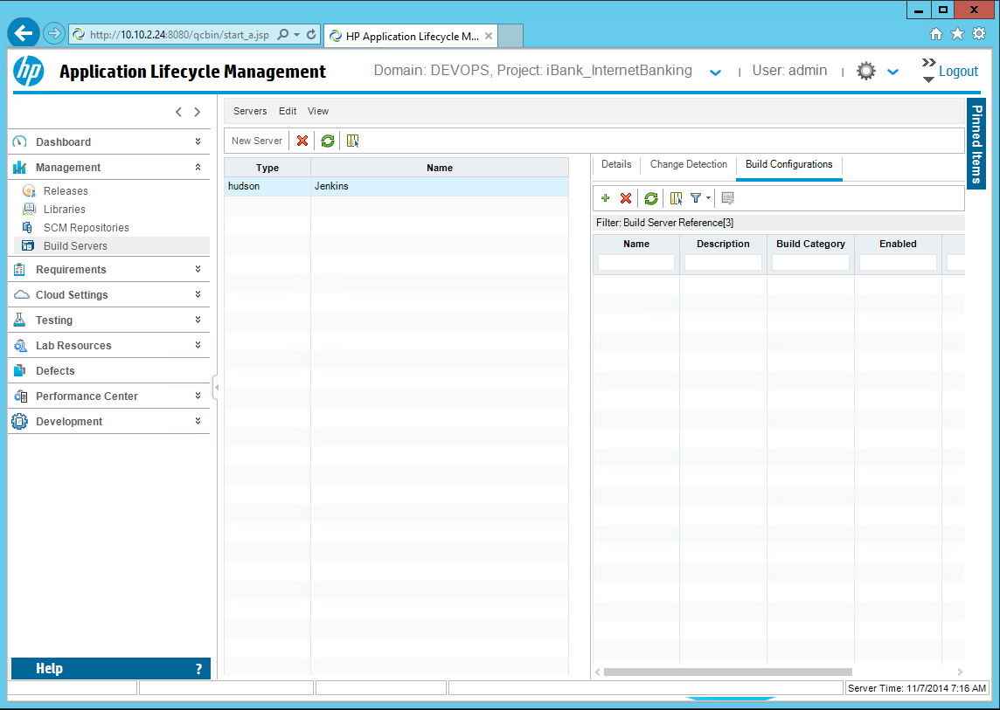 http://10.10.2.24:8080/qcbin/start_a.jsp
HP Application Lifecycle M...
hp
Application Lifecycle Management
Domain: DEVOPS, Project: iBank_InternetBanking
User: admin
Logout
Pinned Items
Dashboard
Management
Releases
Libraries
SCM Repositories
Build Servers
Requirements
Cloud Settings
Testing
Lab Resources
Defects
Performance Center
Development
Help ?
Servers Edit View
New Server
Type Name
hudson Jenkins
Details Change Detection Build Configurations
Filter: Build Server Reference[3]
Name Description Build Category Enabled
Server Time: 11/7/2014 7:16 AM